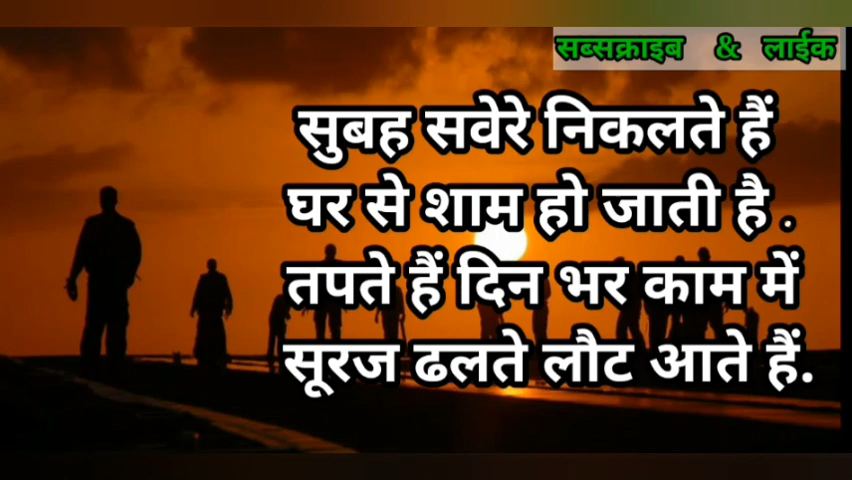 सब्सक्राइब & लाईक
सुबह सवेरे निकलते हैं
घर से शाम हो जाती है .
तपते हैं दिन भर काम में
सूरज ढलते लौट आते हैं.